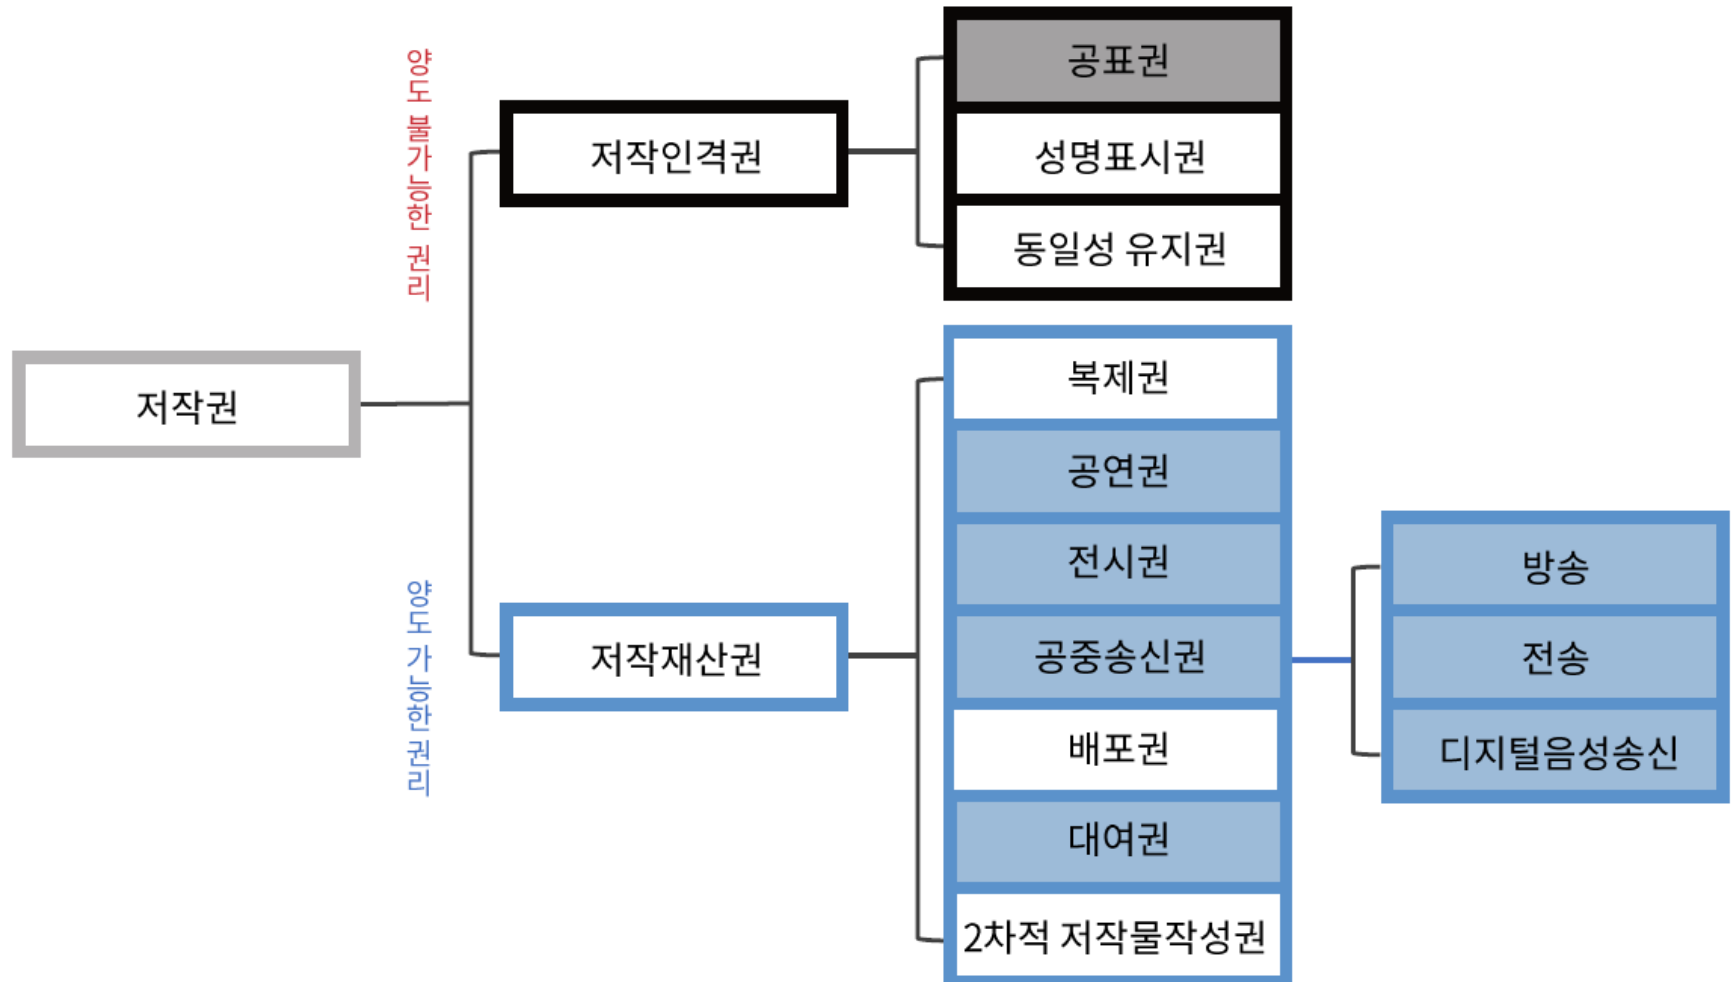 저작권
양도 불가능한 권리
저작인격권
공표권
성명표시권
동일성 유지권
양도 가능한 권리
저작재산권
복제권
공연권
전시권
공중송신권
배포권
대여권
2차적 저작물작성권
방송
전송
디지털음성송신